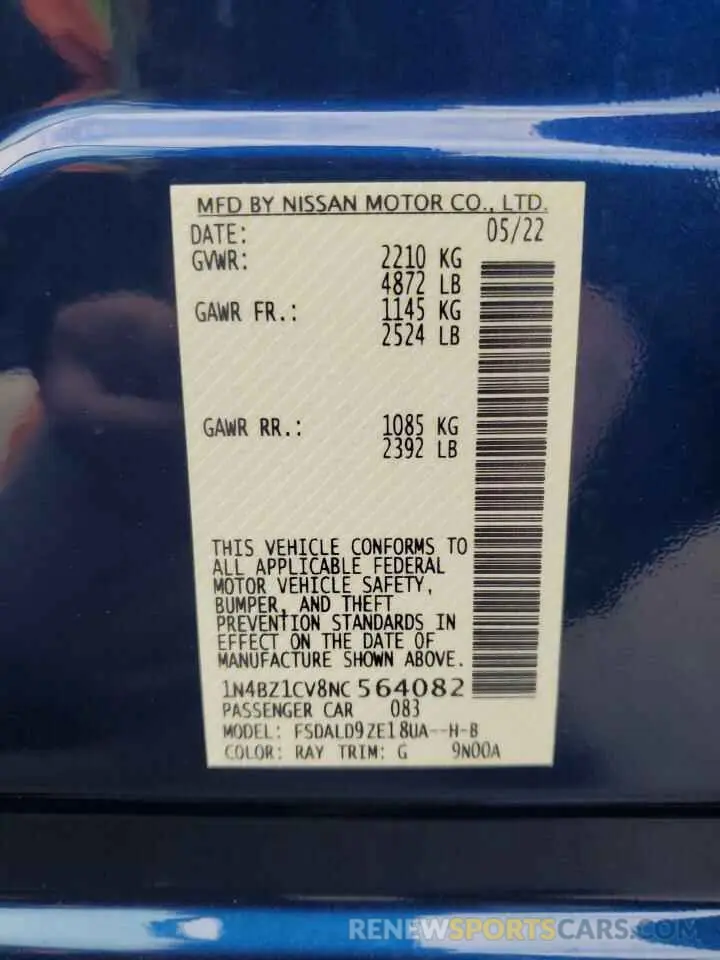 MFD BY NISSAN MOTOR CO., LTD.
DATE: 05/22
GVWR: 2210 KG
4872 LB
GAWR FR.: 1145 KG
2524 LB
GAWR RR.: 1085 KG
2392 LB
THIS VEHICLE CONFORMS TO
ALL APPLICABLE FEDERAL
MOTOR VEHICLE SAFETY,
BUMPER, AND THEFT
PREVENTION STANDARDS IN
EFFECT ON THE DATE OF
MANUFACTURE SHOWN ABOVE.
1N4BZ1CV8NC 564082
PASSENGER CAR 083
MODEL: FSDALD9ZE18UA--H-B
COLOR: RAY TRIM: G 9N00A
RENEWSPORTSCARS.COM